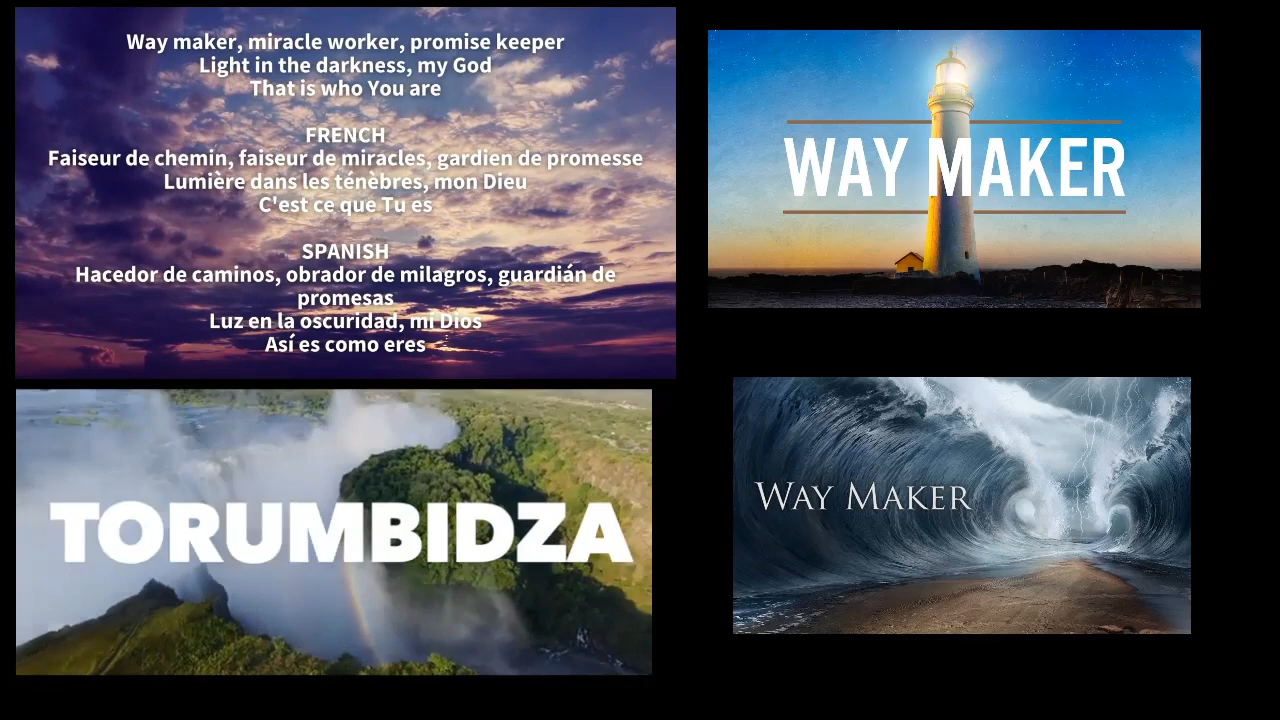 Way maker, miracle worker, promise keeper
Light in the darkness, my God
That is who You are
FRENCH
Faiseur de chemin, faiseur de miracles, gardien de promesse
Lumière dans les ténèbres, mon Dieu
C'est ce que Tu es
SPANISH
Hacedor de caminos, obrador de milagros, guardián de
promesas
Luz en la oscuridad, mi Dios
Así es como eres
WAY MAKER
TORUMBIDZA
WAY MAKER